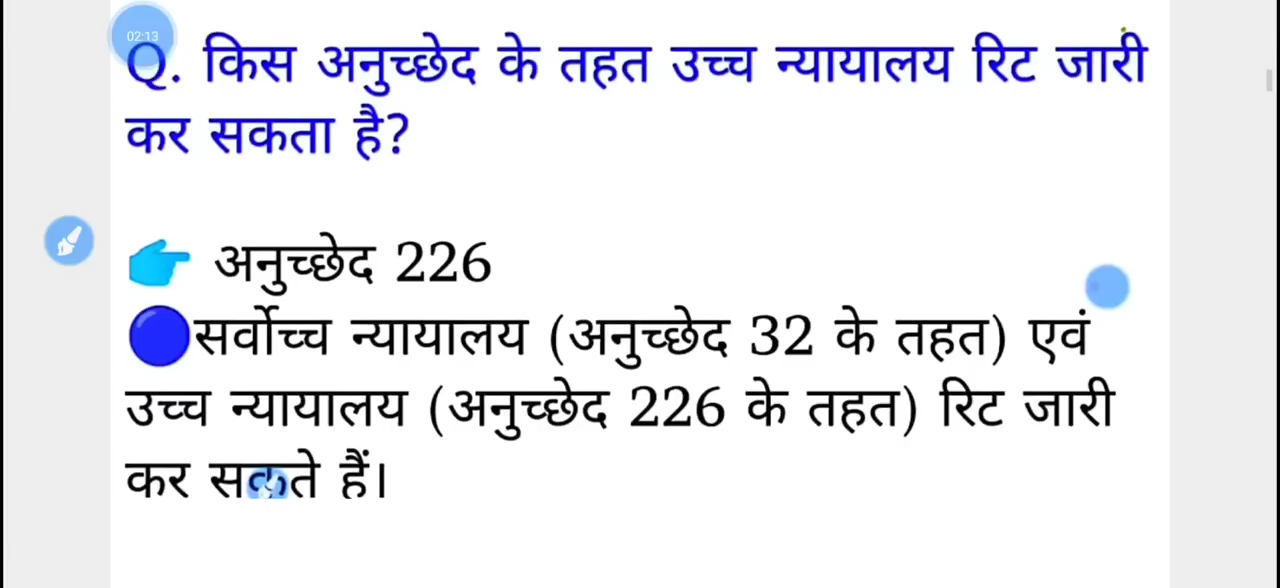 02:13
Q. किस अनुच्छेद के तहत उच्च न्यायालय रिट जारी
कर सकता है?
👉 अनुच्छेद 226
🔵सर्वोच्च न्यायालय (अनुच्छेद 32 के तहत) एवं
उच्च न्यायालय (अनुच्छेद 226 के तहत) रिट जारी
कर सकते हैं।